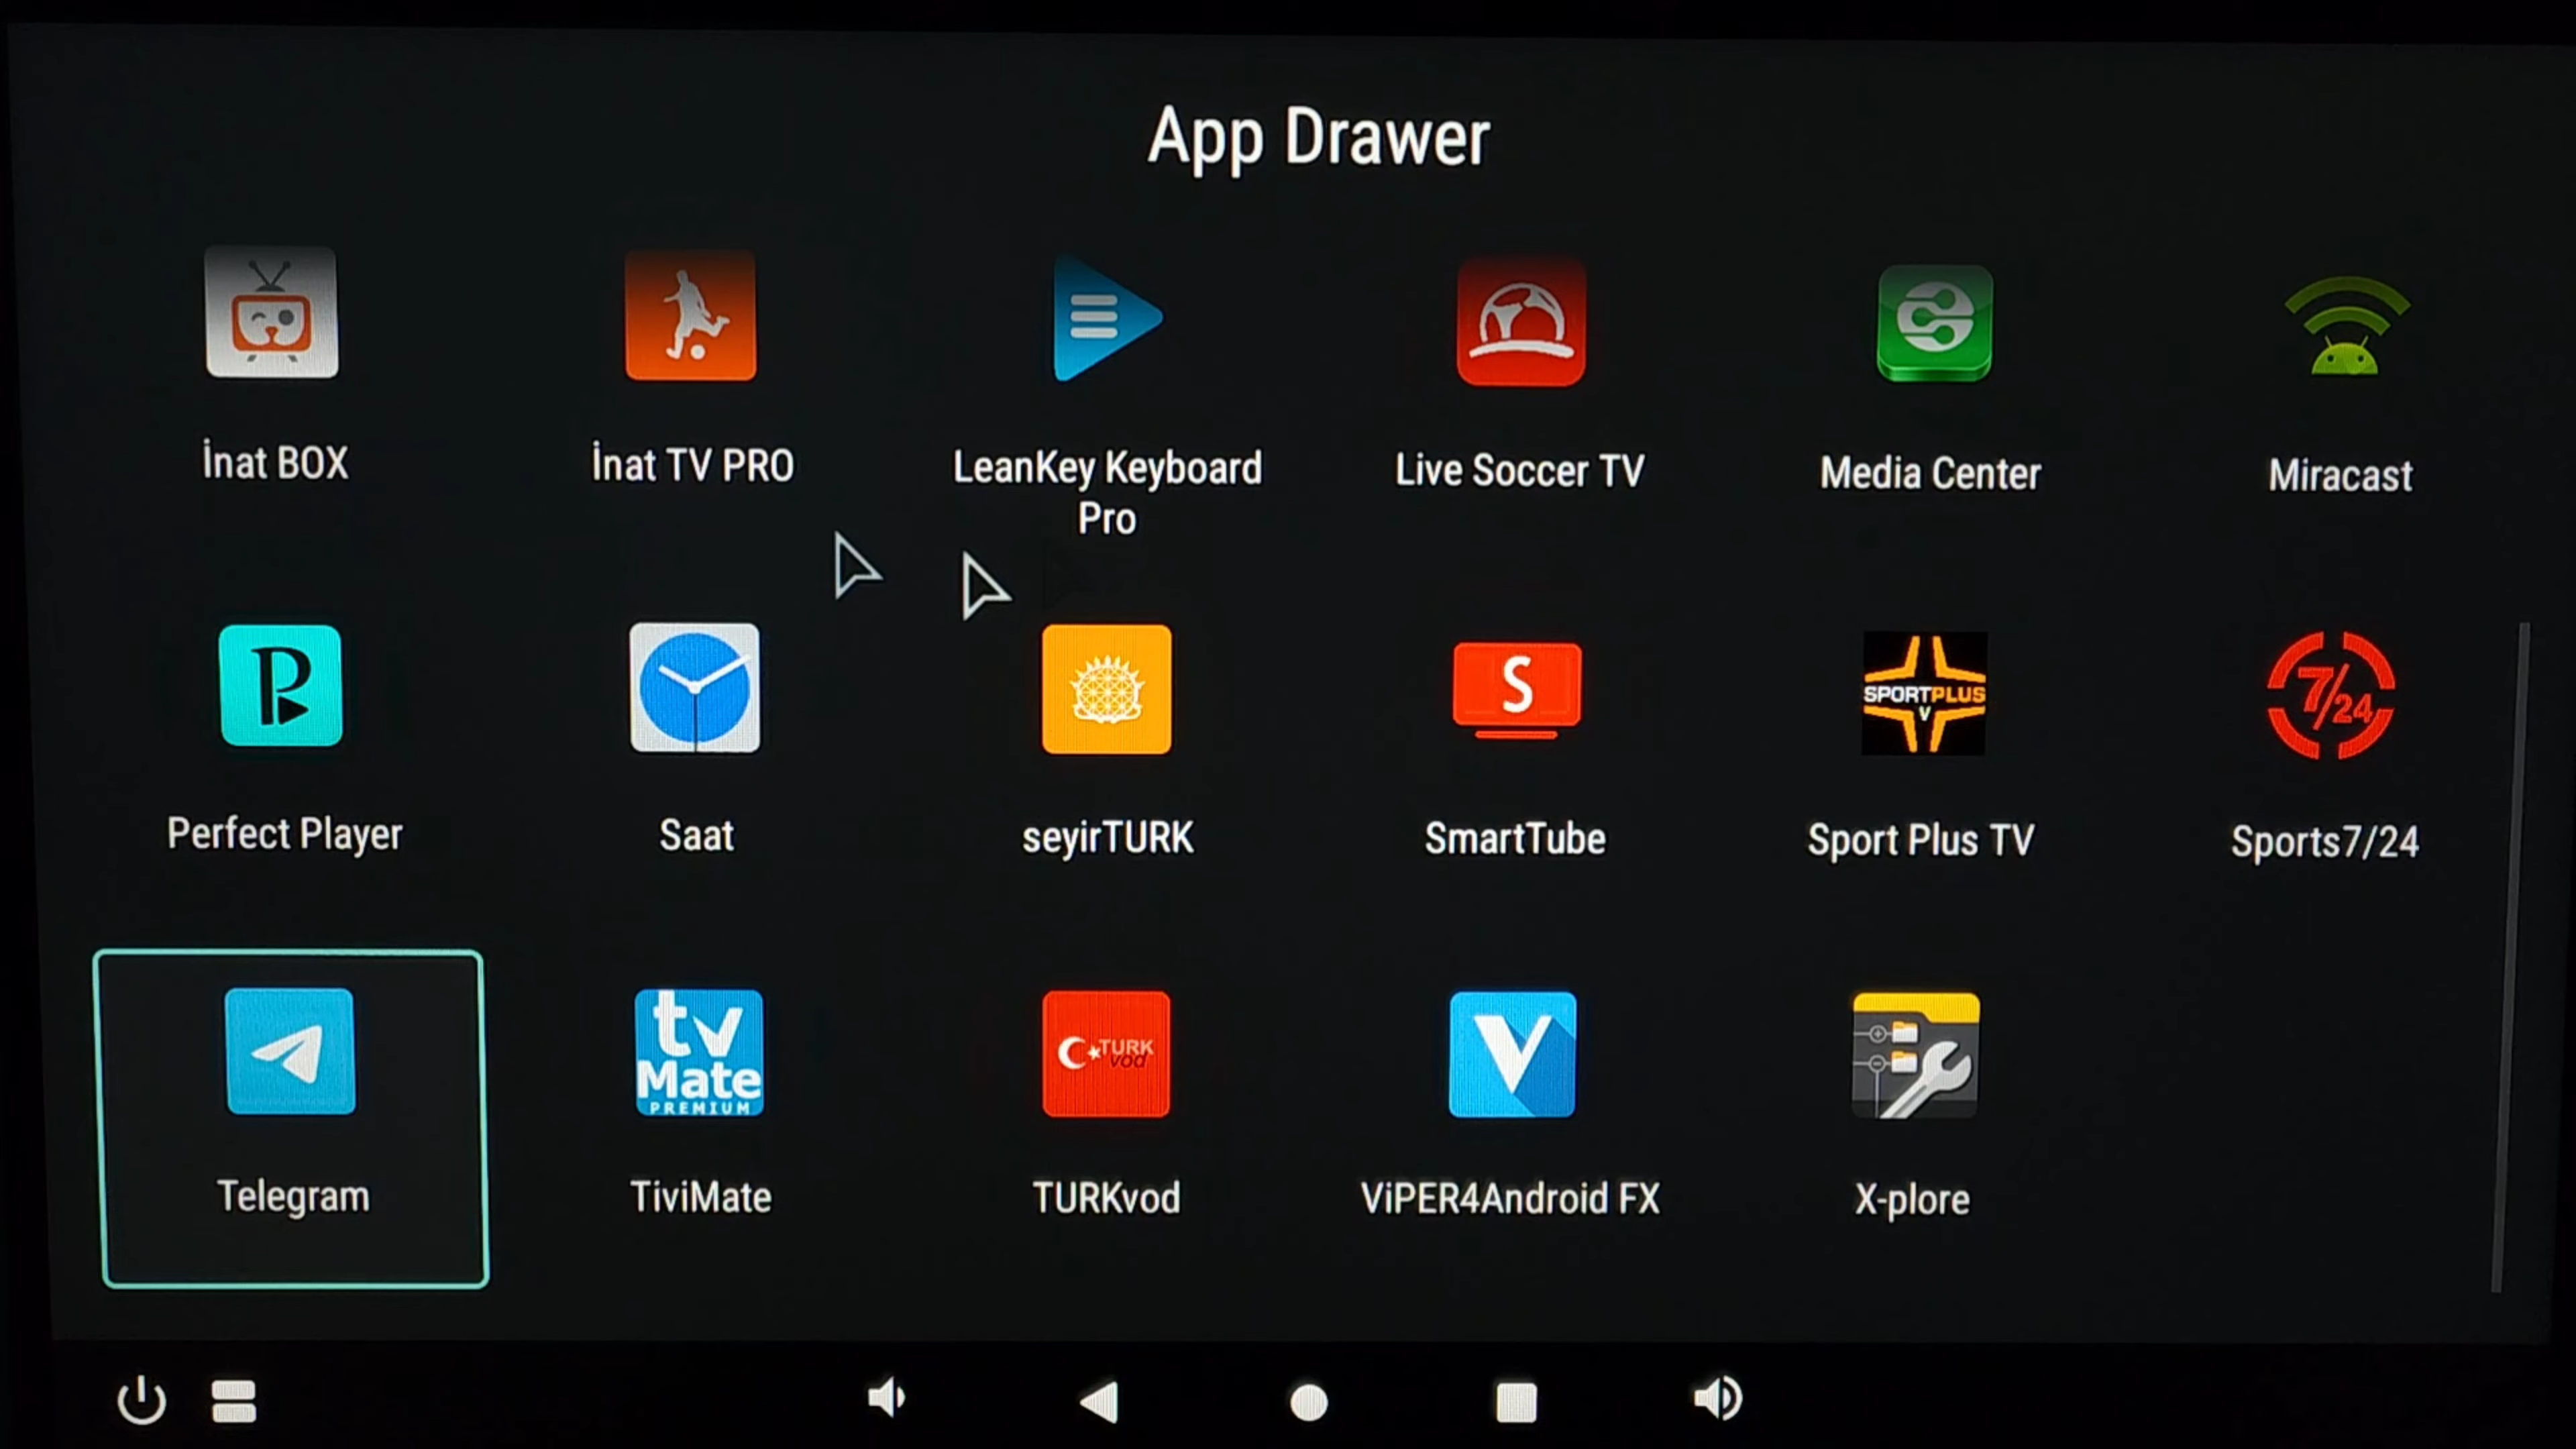 App Drawer
İnat BOX
İnat TV PRO
LeanKey Keyboard
Pro
Live Soccer TV
Media Center
Miracast
P
S
SPORTPLUS
V
7/24
Perfect Player
Saat
seyirTURK
SmartTube
Sport Plus TV
Sports7/24
tv
Mate
PREMIUM
TURK
vod
V
Telegram
TiviMate
TURKvod
ViPER4Android FX
X-plore